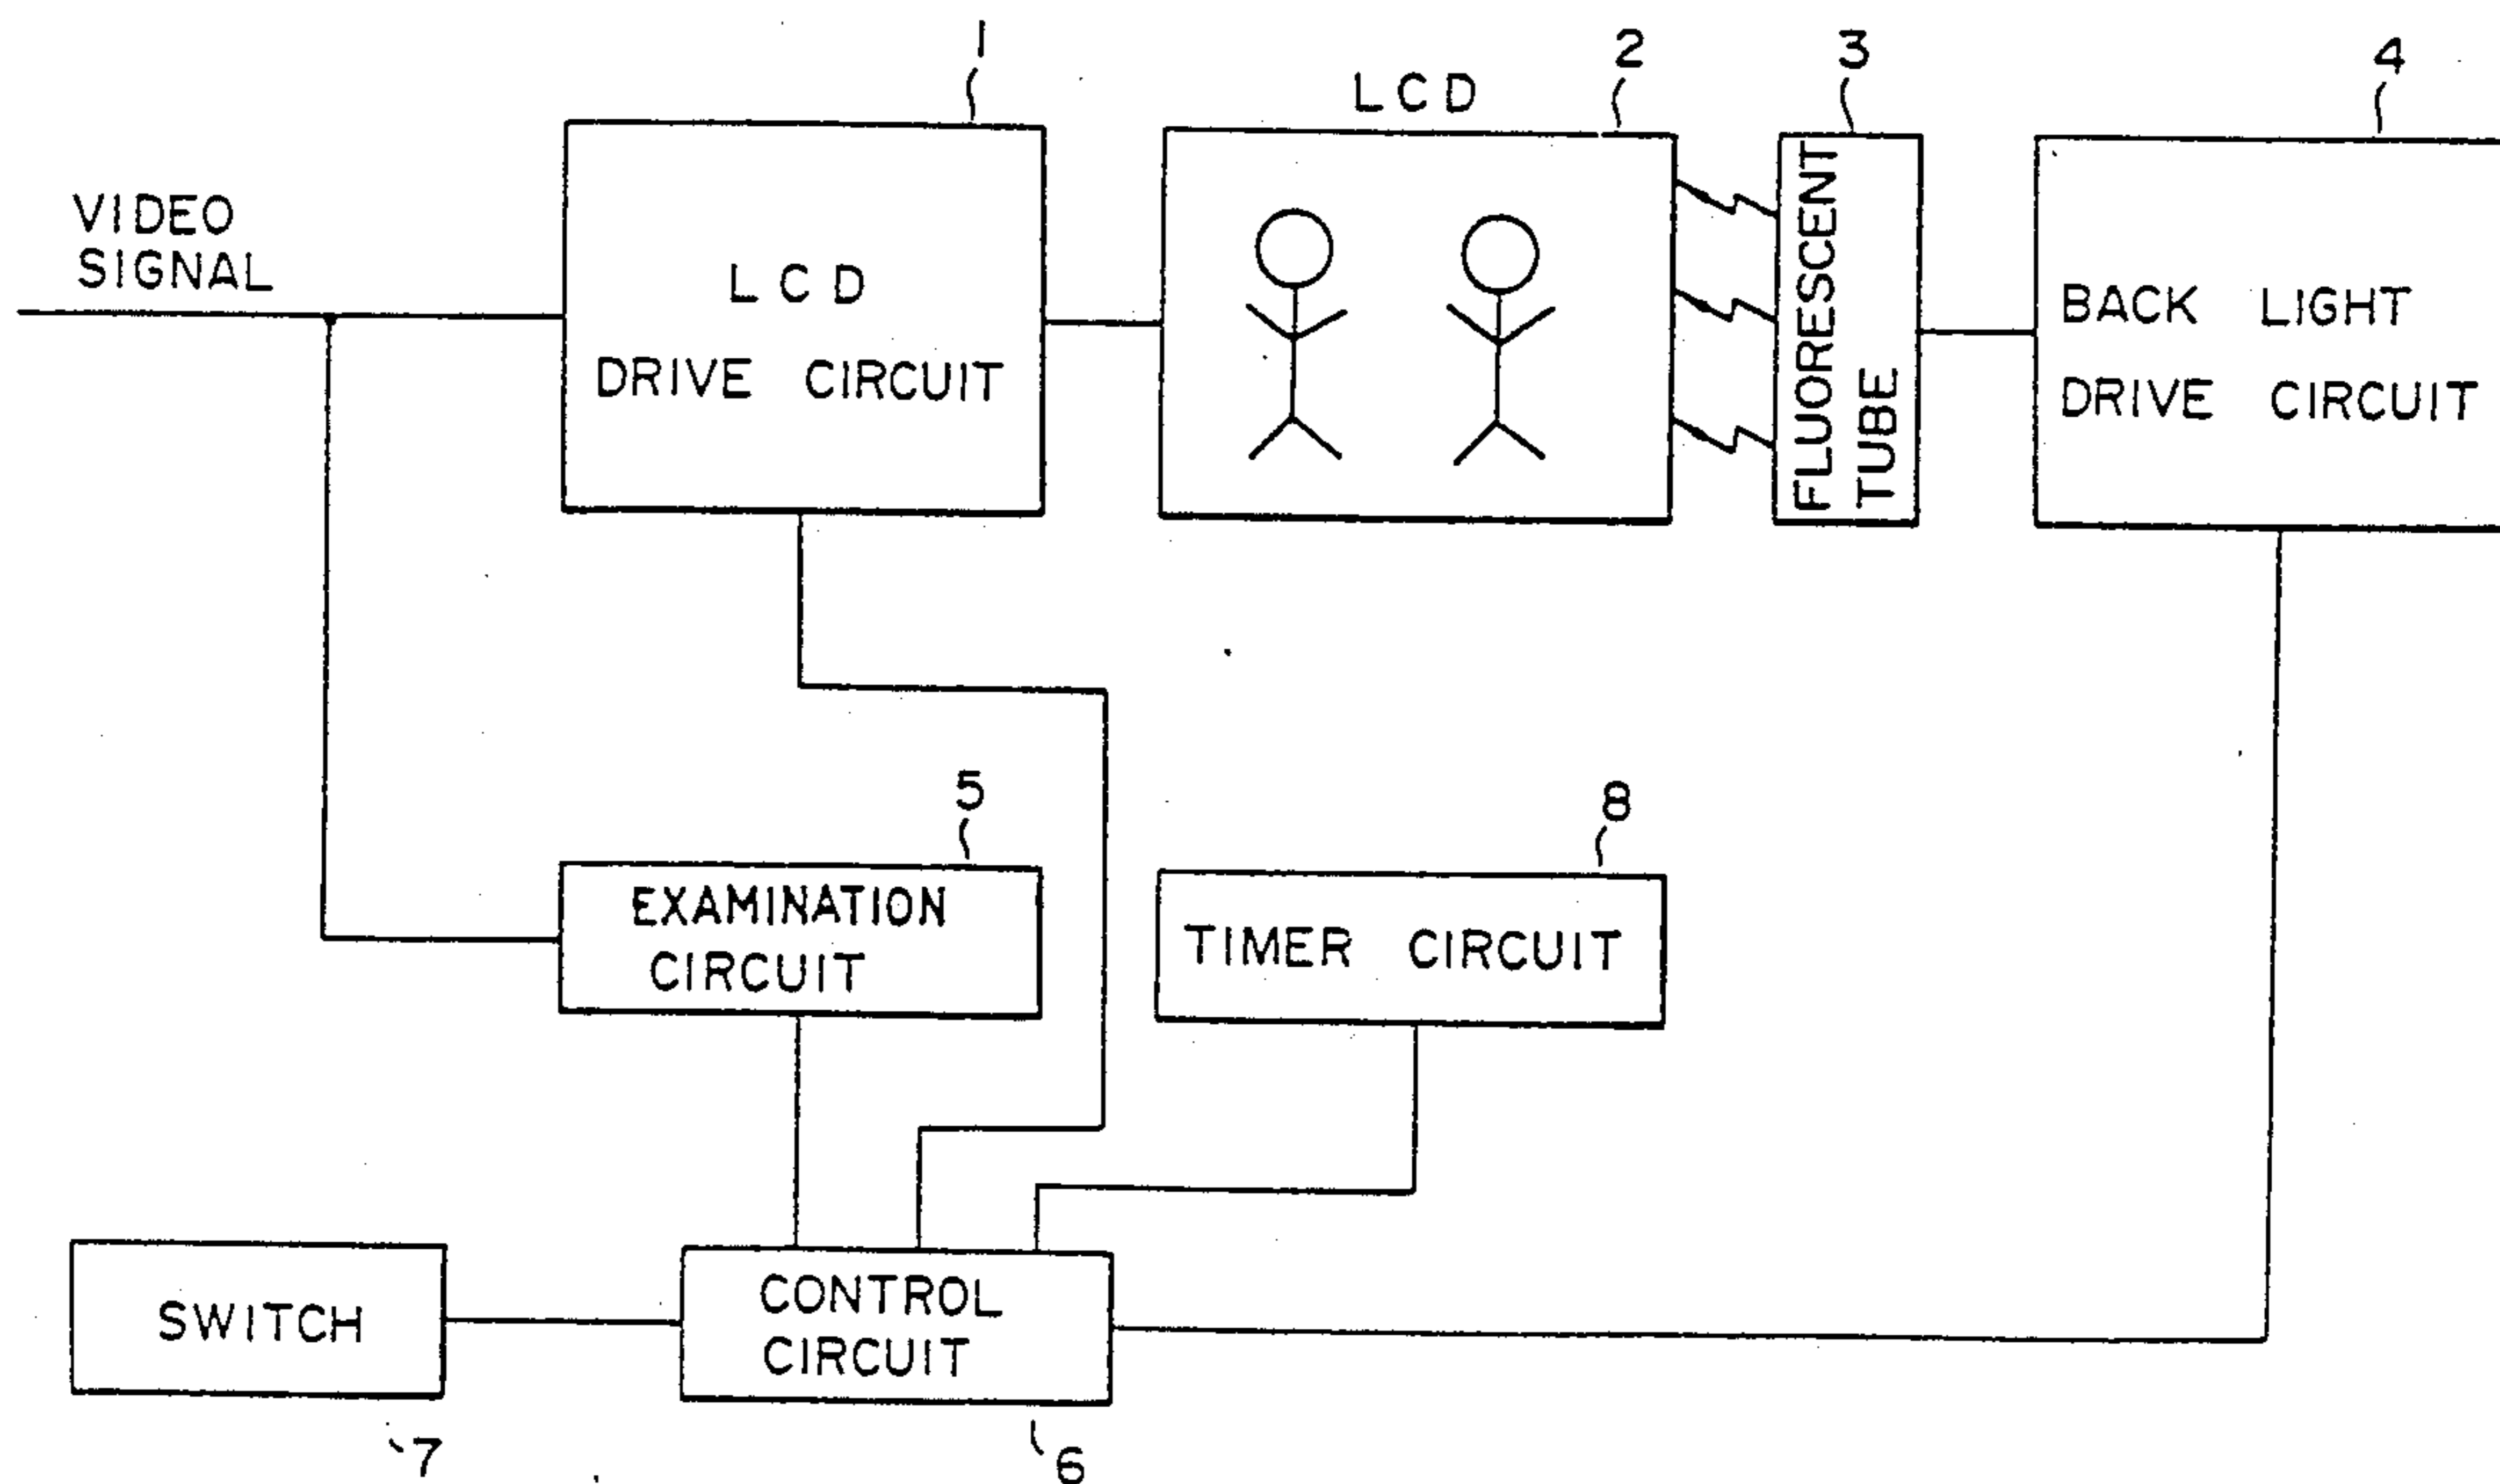 1
2
3
4
LCD
VIDEO
SIGNAL
LCD
DRIVE CIRCUIT
FLUORESCENT
TUBE
BACK LIGHT
DRIVE CIRCUIT
5
8
EXAMINATION
CIRCUIT
TIMER CIRCUIT
SWITCH
CONTROL
CIRCUIT
7
6